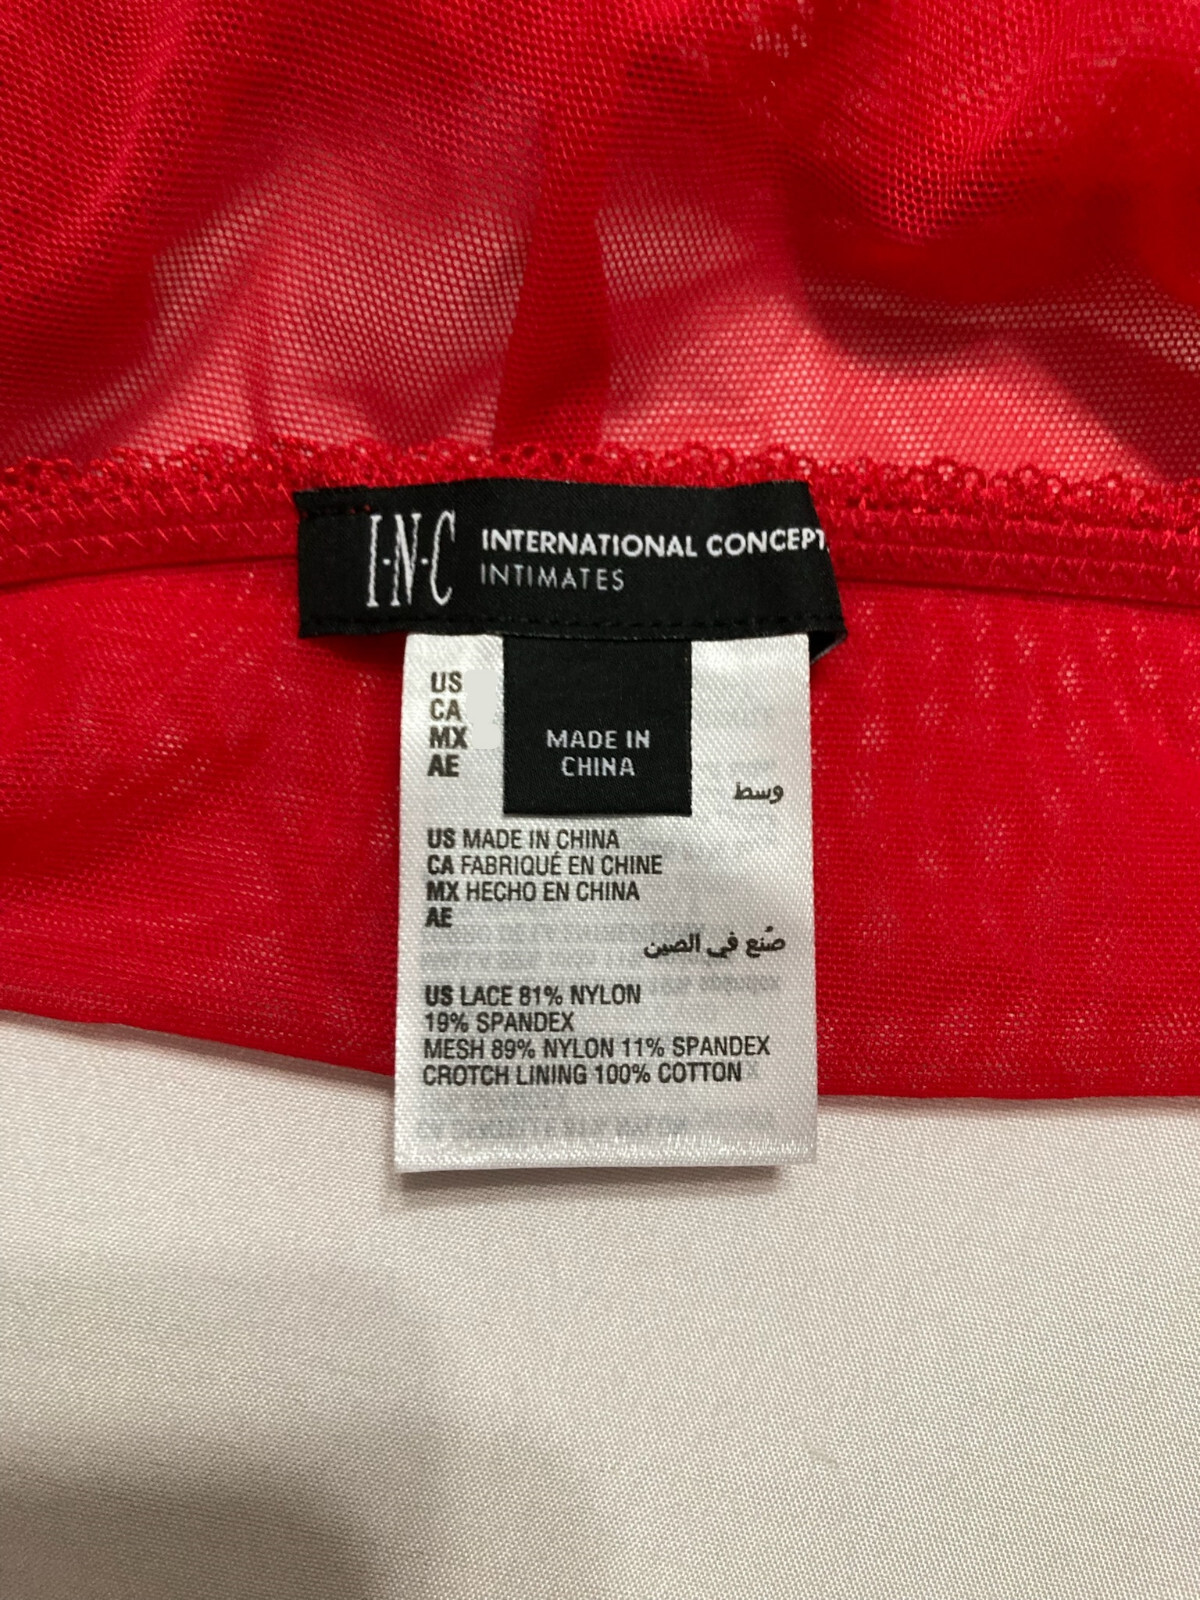 I·N·C INTERNATIONAL CONCEPT
INTIMATES
US
CA
MX
AE
MADE IN
CHINA
وسط
US MADE IN CHINA
CA FABRIQUÉ EN CHINE
MX HECHO EN CHINA
AE
صُنع في الصين
US LACE 81% NYLON
19% SPANDEX
MESH 89% NYLON 11% SPANDEX
CROTCH LINING 100% COTTON